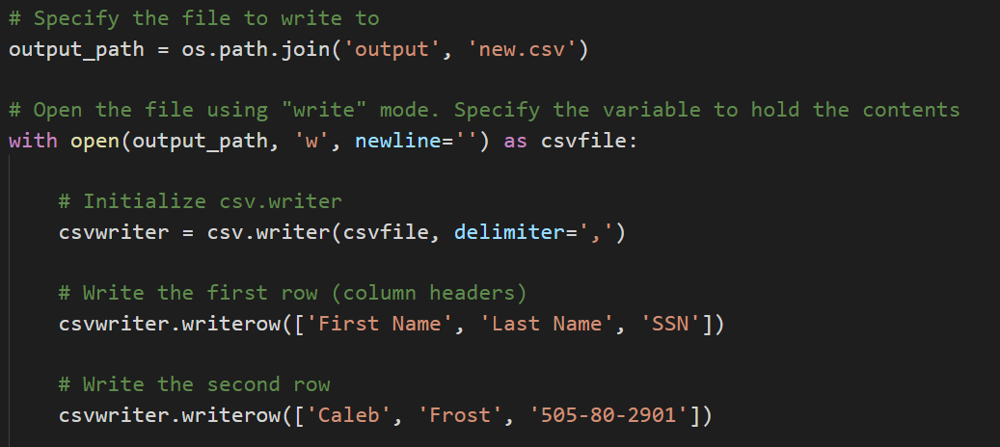 # Specify the file to write to
output_path = os.path.join('output', 'new.csv')
# Open the file using "write" mode. Specify the variable to hold the contents
with open(output_path, 'w', newline='') as csvfile:
# Initialize csv.writer
csvwriter = csv.writer(csvfile, delimiter=',')
# Write the first row (column headers)
csvwriter.writerow(['First Name', 'Last Name', 'SSN'])
# Write the second row
csvwriter.writerow(['Caleb', 'Frost', '505-80-2901'])